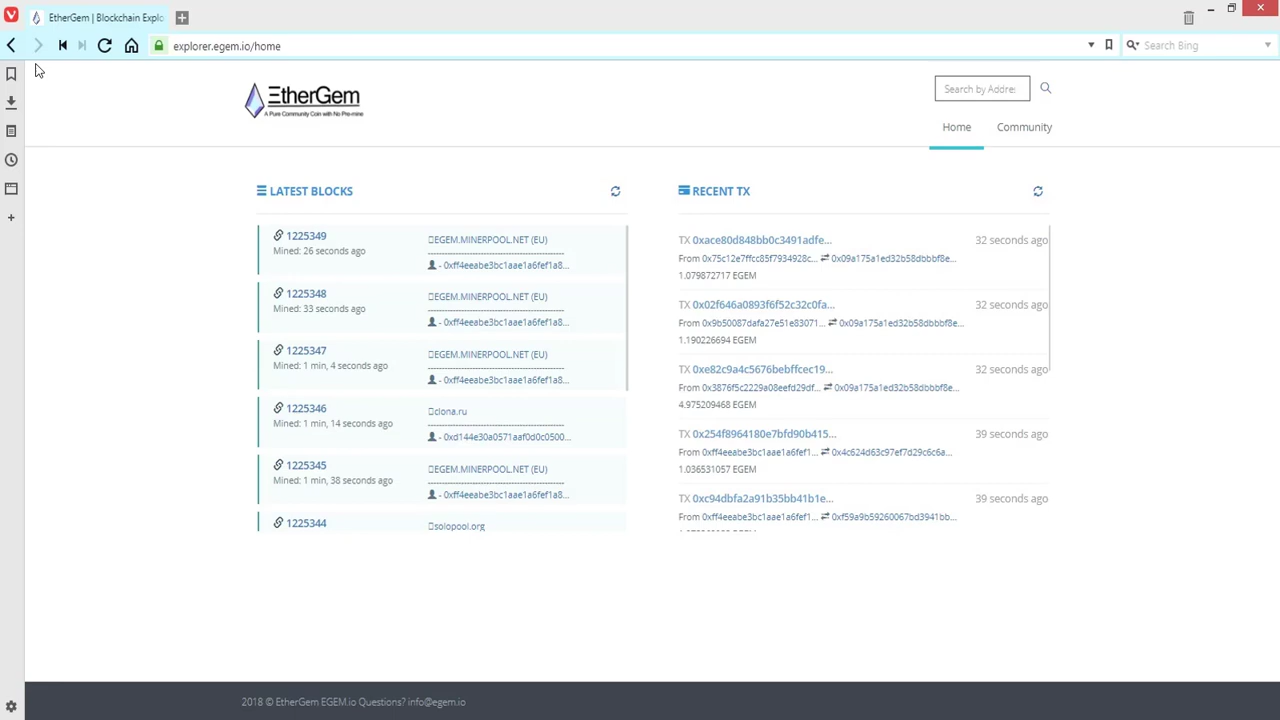 EtherGem | Blockchain Explo
explorer.egem.io/home
Search Bing
ΞtherGem
A Pure Community Coin with No Pre-mine
Search by Addre
Home
Community
LATEST BLOCKS
1225349
Mined: 26 seconds ago
EGEM.MINERPOOL.NET (EU)
----------------------------------
- 0xff4eeabe3bc1aae1a6fef1a8...
1225348
Mined: 33 seconds ago
EGEM.MINERPOOL.NET (EU)
----------------------------------
- 0xff4eeabe3bc1aae1a6fef1a8...
1225347
Mined: 1 min, 4 seconds ago
EGEM.MINERPOOL.NET (EU)
----------------------------------
- 0xff4eeabe3bc1aae1a6fef1a8...
1225346
Mined: 1 min, 14 seconds ago
clona.ru
----------------------------------
- 0xd144e30a0571aaf0d0c0500...
1225345
Mined: 1 min, 38 seconds ago
EGEM.MINERPOOL.NET (EU)
----------------------------------
- 0xff4eeabe3bc1aae1a6fef1a8...
1225344
solopool.org
RECENT TX
TX 0xace80d848bb0c3491adfe... 32 seconds ago
From 0x75c12e7ffcc85f7934928c... 0x09a175a1ed32b58dbbbf8e...
1.079872717 EGEM
TX 0x02f646a0893f6f52c32c0fa... 32 seconds ago
From 0x9b50087dafa27e51e83071... 0x09a175a1ed32b58dbbbf8e...
1.190226694 EGEM
TX 0xe82c9a4c5676bebffcec19... 32 seconds ago
From 0x3876f5c2229a08eefd29df... 0x09a175a1ed32b58dbbbf8e...
4.975209468 EGEM
TX 0x254f8964180e7bfd90b415... 39 seconds ago
From 0xff4eeabe3bc1aae1a6fef1... 0x4c624d63c97ef7d29c6c6a...
1.036531057 EGEM
TX 0xc94dbfa2a91b35bb41b1e... 39 seconds ago
From 0xff4eeabe3bc1aae1a6fef1... 0xf59a9b59260067bd3941bb...
2018 © EtherGem EGEM.io Questions? info@egem.io